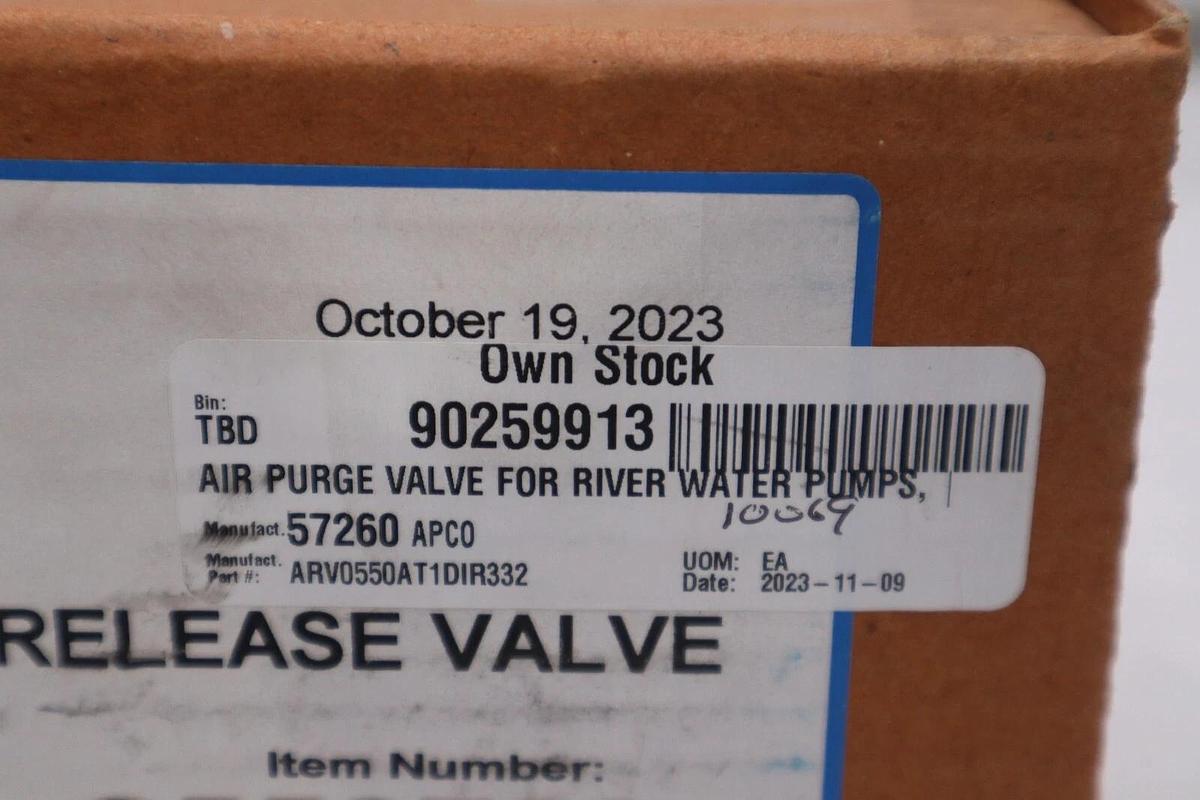 October 19, 2023
Own Stock
Bin:
TBD
90259913
AIR PURGE VALVE FOR RIVER WATER PUMPS,
10069
Manufact. 57260 APCO
Manufact.
Part #: ARV0550AT1DIR332
UOM: EA
Date: 2023-11-09
RELEASE VALVE
Item Number: